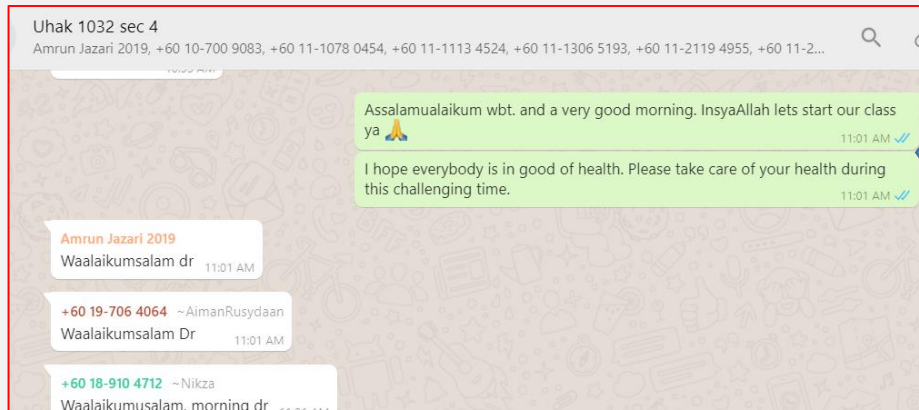 Uhak 1032 sec 4
Amrun Jazari 2019, +60 10-700 9083, +60 11-1078 0454, +60 11-1113 4524, +60 11-1306 5193, +60 11-2119 4955, +60 11-2...
Assalamualaikum wbt. and a very good morning. InsyaAllah lets start our class
ya 🙏
11:01 AM
I hope everybody is in good of health. Please take care of your health during
this challenging time.
11:01 AM
Amrun Jazari 2019
Waalaikumsalam dr 11:01 AM
+60 19-706 4064 ~AimanRusydaan
Waalaikumsalam Dr 11:01 AM
+60 18-910 4712 ~Nikza
Waalaikumusalam, morning dr